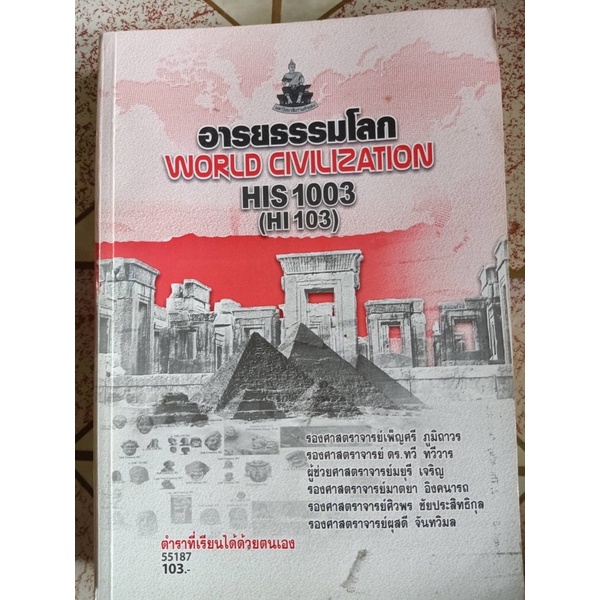 อารยธรรมโลก
WORLD CIVILIZATION
HIS 1003
(HI 103)
รองศาสตราจารย์เพ็ญศรี ภูมิถาวร
รองศาสตราจารย์ ดร.ทวี ทวีวาร
ผู้ช่วยศาสตราจารย์มยุรี เจริญ
รองศาสตราจารย์มาตยา อิงคนารถ
รองศาสตราจารย์ศิวพร ชัยประสิทธิกุล
รองศาสตราจารย์ผุสดี จันทวิมล
ตำราที่เรียนได้ด้วยตนเอง
55187
103.-